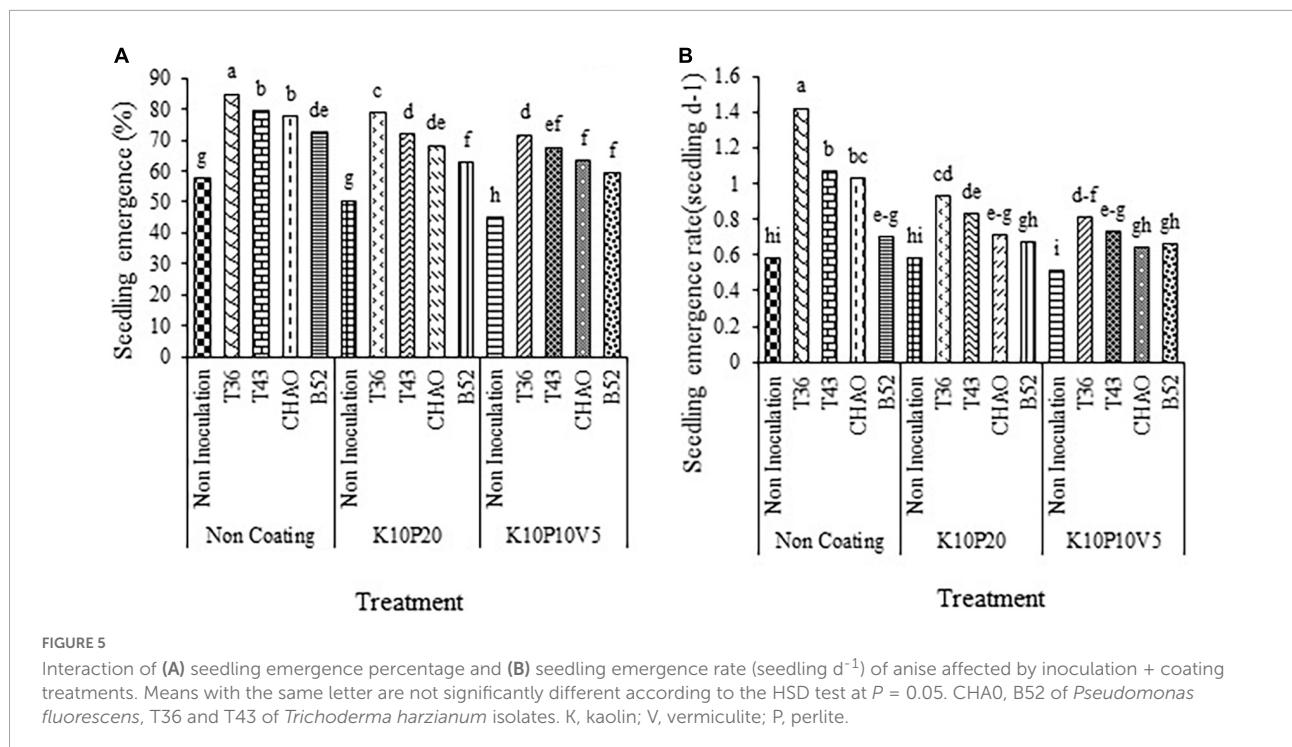 A
Seedling emergence (%)
90
80
70
60
50
40
30
20
10
0
g
a
b
b
de
g
c
d
de
f
h
d
ef
f
f
Non Inoculation
T36
T43
CHAO
B52
Non Inoculation
T36
T43
CHAO
B52
Non Inoculation
T36
T43
CHAO
B52
Non Coating
K10P20
K10P10V5
Treatment
B
Seedling emergence rate(seedling d-1)
1.6
1.4
1.2
1
0.8
0.6
0.4
0.2
0
hi
a
b
bc
e-g
hi
cd
de
e-g
gh
i
d-f
e-g
gh
gh
Non Inoculation
T36
T43
CHAO
B52
Non Inoculation
T36
T43
CHAO
B52
Non Inoculation
T36
T43
CHAO
B52
Non Coating
K10P20
K10P10V5
Treatment
FIGURE 5
Interaction of (A) seedling emergence percentage and (B) seedling emergence rate (seedling d⁻¹) of anise affected by inoculation + coating
treatments. Means with the same letter are not significantly different according to the HSD test at P = 0.05. CHA0, B52 of Pseudomonas
fluorescens, T36 and T43 of Trichoderma harzianum isolates. K, kaolin; V, vermiculite; P, perlite.